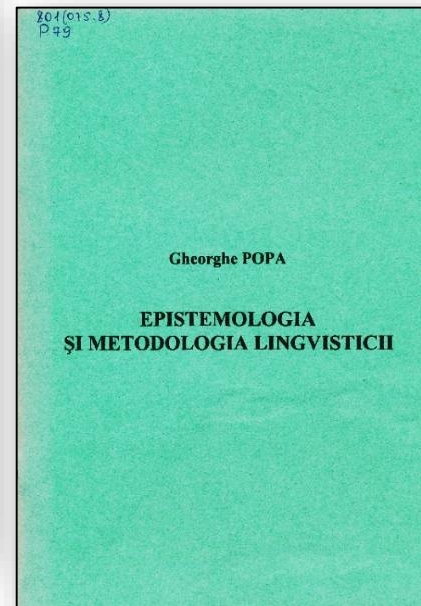 801(075.8)
P79
Gheorghe POPA
EPISTEMOLOGIA
ŞI METODOLOGIA LINGVISTICII